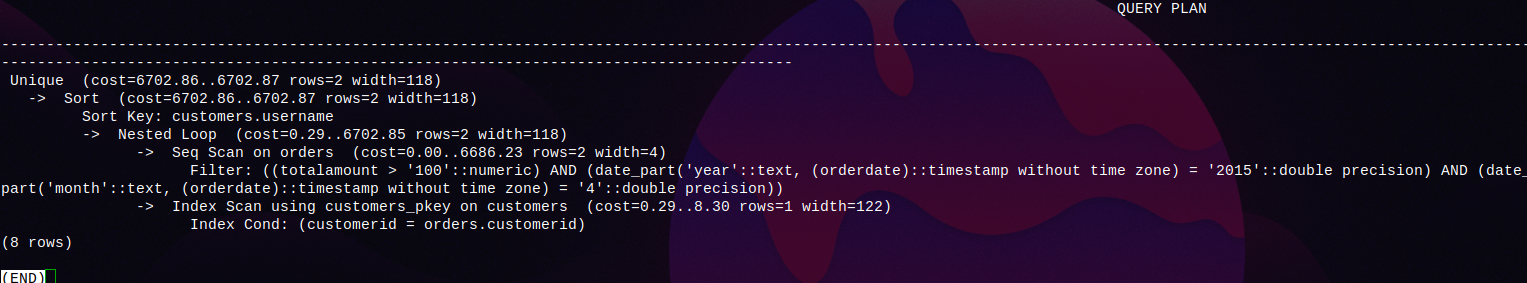 QUERY PLAN
--------------------------------------------------------------------------------------------------------------------------------------------------------------------------
----------------------------------------------------------------------------------------
Unique  (cost=6702.86..6702.87 rows=2 width=118)
  ->  Sort  (cost=6702.86..6702.87 rows=2 width=118)
        Sort Key: customers.username
        ->  Nested Loop  (cost=0.29..6702.85 rows=2 width=118)
              ->  Seq Scan on orders  (cost=0.00..6686.23 rows=2 width=4)
                    Filter: ((totalamount > '100'::numeric) AND (date_part('year'::text, (orderdate)::timestamp without time zone) = '2015'::double precision) AND (date_
part('month'::text, (orderdate)::timestamp without time zone) = '4'::double precision))
              ->  Index Scan using customers_pkey on customers  (cost=0.29..8.30 rows=1 width=122)
                    Index Cond: (customerid = orders.customerid)
(8 rows)
(END)